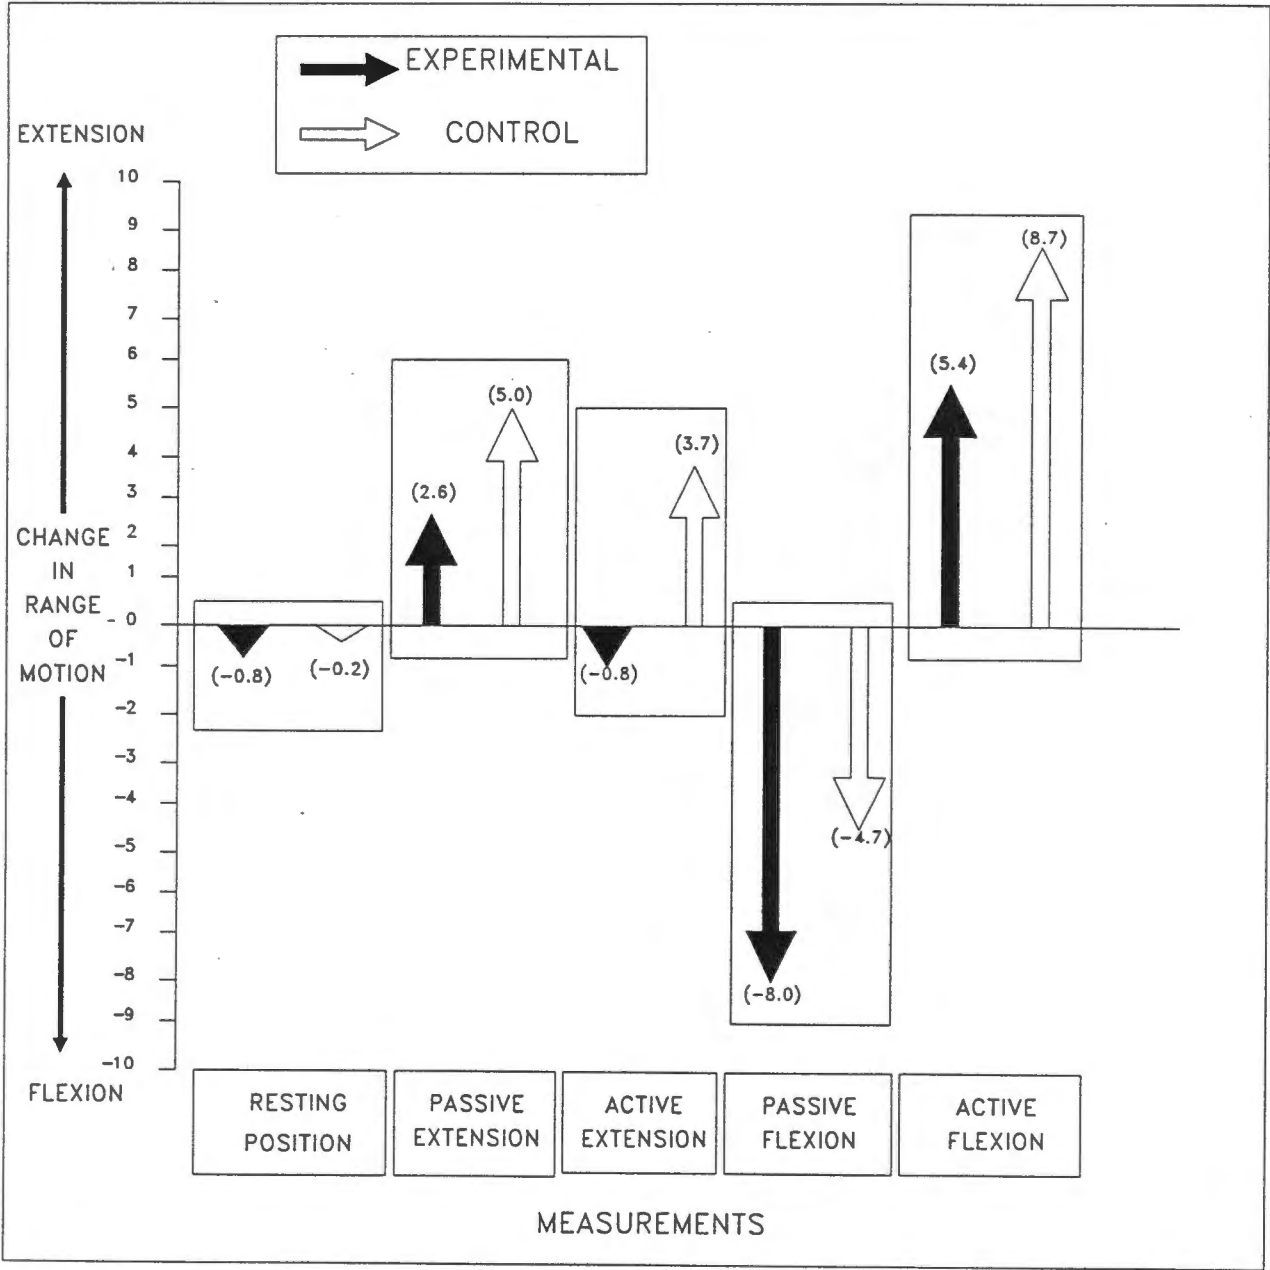 EXPERIMENTAL
CONTROL
EXTENSION
10
9
8
7
6
5
4
3
2
1
0
-1
-2
-3
-4
-5
-6
-7
-8
-9
-10
CHANGE
IN
RANGE
OF
MOTION
FLEXION
(-0.8)
(-0.2)
(2.6)
(5.0)
(-0.8)
(3.7)
(-8.0)
(-4.7)
(5.4)
(8.7)
RESTING
POSITION
PASSIVE
EXTENSION
ACTIVE
EXTENSION
PASSIVE
FLEXION
ACTIVE
FLEXION
MEASUREMENTS